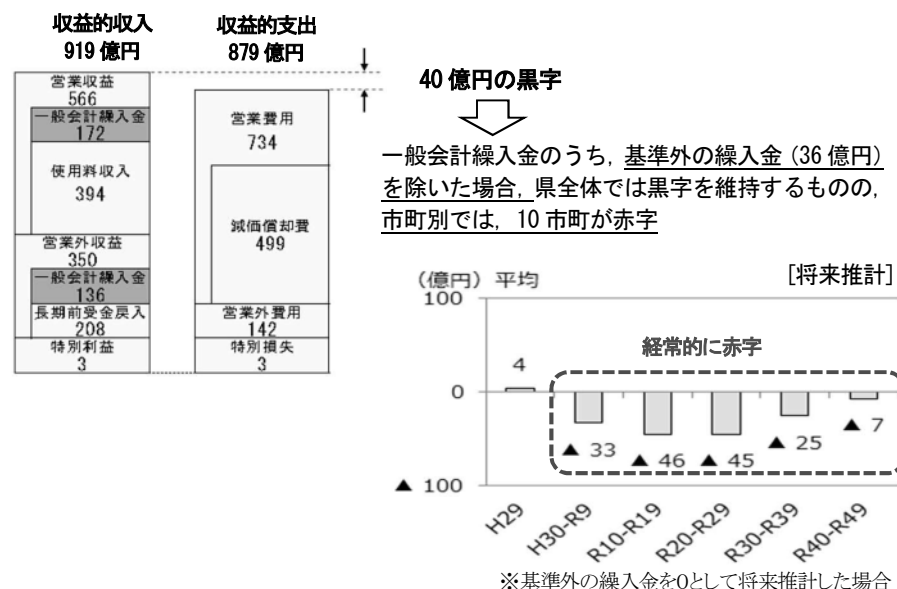 収益的収入
919 億円
収益的支出
879 億円
営業収益
566
一般会計繰入金
172
使用料収入
394
営業外収益
350
一般会計繰入金
136
長期前受金戻入
208
特別利益
3
営業費用
734
減価償却費
499
営業外費用
142
特別損失
3
40 億円の黒字
一般会計繰入金のうち，基準外の繰入金（36 億円）
を除いた場合，県全体では黒字を維持するものの，
市町別では，10 市町が赤字
（億円）平均
[将来推計]
100
経常的に赤字
4
0
▲ 33
▲ 46
▲ 45
▲ 25
▲ 7
▲ 100
H29
H30-R9
R10-R19
R20-R29
R30-R39
R40-R49
※基準外の繰入金を0として将来推計した場合